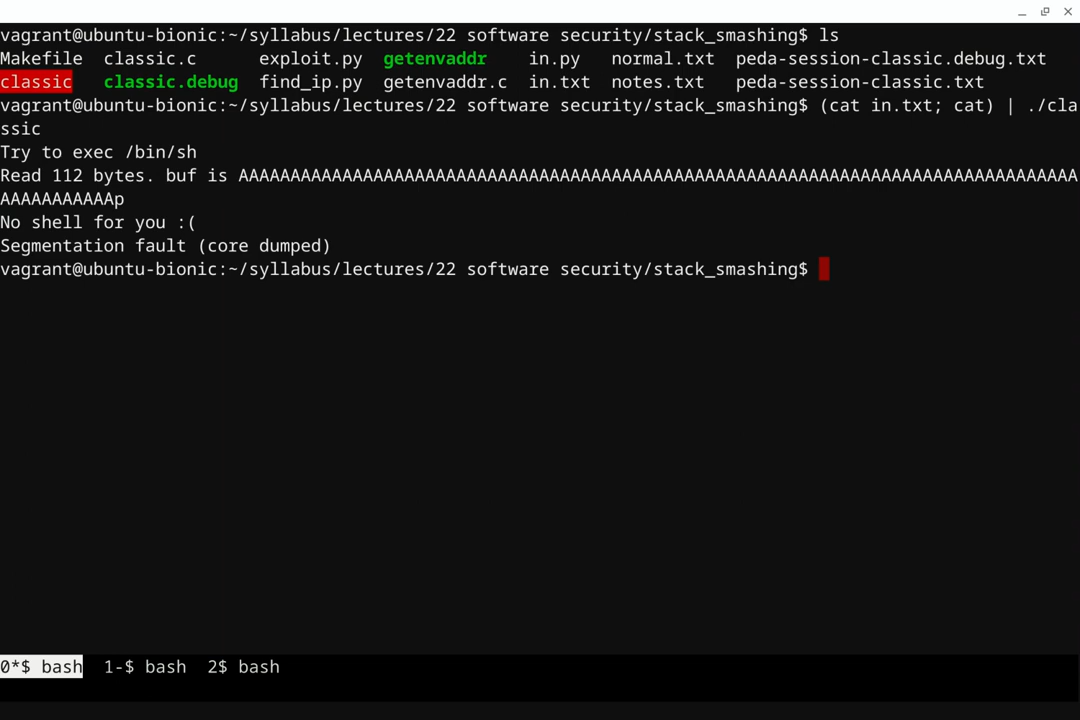 vagrant@ubuntu-bionic:~/syllabus/lectures/22 software security/stack_smashing$ ls
Makefile  classic.c      exploit.py   getenvaddr    in.py   normal.txt  peda-session-classic.debug.txt
classic   classic.debug  find_ip.py   getenvaddr.c  in.txt  notes.txt   peda-session-classic.txt
vagrant@ubuntu-bionic:~/syllabus/lectures/22 software security/stack_smashing$ (cat in.txt; cat) | ./cla
ssic
Try to exec /bin/sh
Read 112 bytes. buf is AAAAAAAAAAAAAAAAAAAAAAAAAAAAAAAAAAAAAAAAAAAAAAAAAAAAAAAAAAAAAAAAAAAAAAAAAAAAAAAAA
AAAAAAAAAAAp
No shell for you :(
Segmentation fault (core dumped)
vagrant@ubuntu-bionic:~/syllabus/lectures/22 software security/stack_smashing$
0*$ bash  1-$ bash  2$ bash